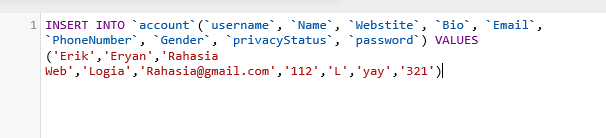 1 INSERT INTO `account`(`username`, `Name`, `Webstite`, `Bio`, `Email`,
`PhoneNumber`, `Gender`, `privacyStatus`, `password`) VALUES
('Erik','Eryan','Rahasia
Web','Logia','Rahasia@gmail.com','112','L','yay','321')